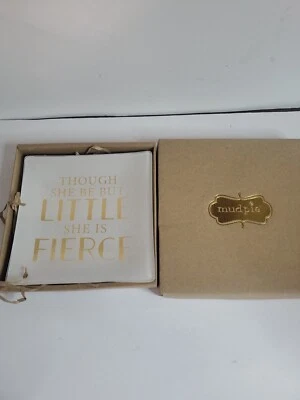 THOUGH
SHE BE BUT
LITTLE
SHE IS
FIERCE
mudpie